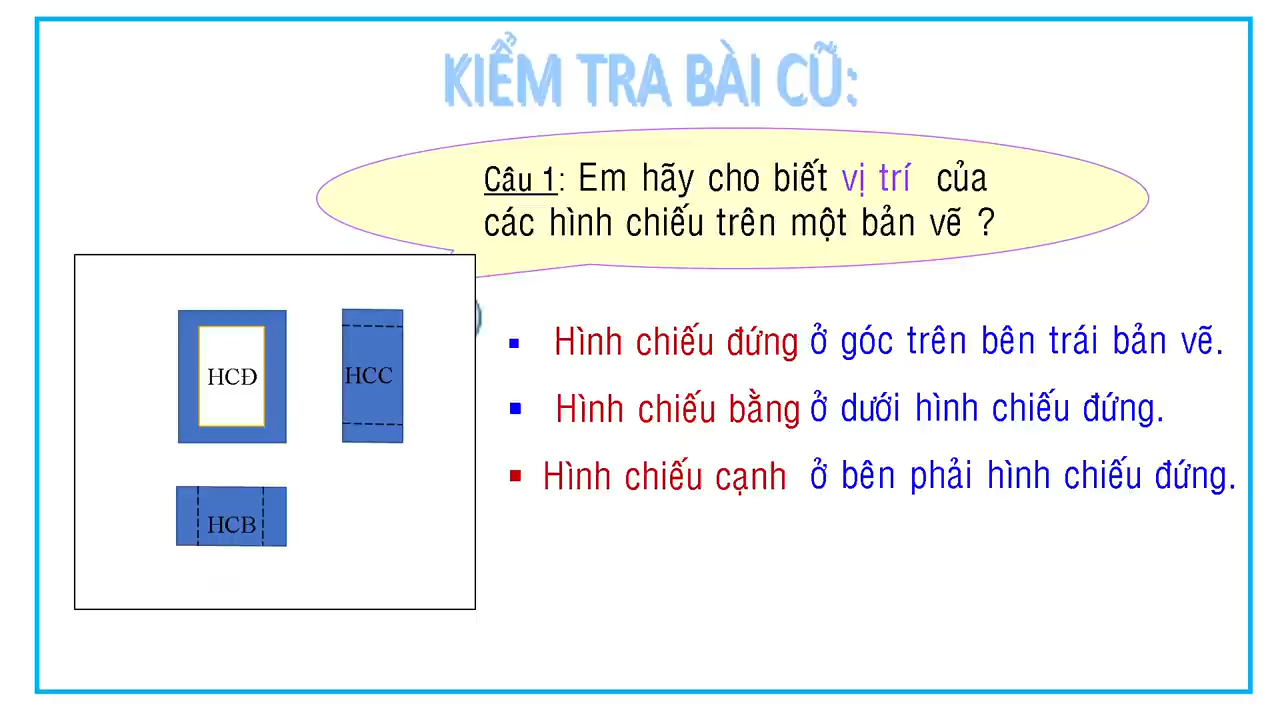 KIỂM TRA BÀI CŨ:
Câu 1: Em hãy cho biết vị trí của
các hình chiếu trên một bản vẽ ?
HCĐ
HCC
HCB
▪ Hình chiếu đứng ở góc trên bên trái bản vẽ.
▪ Hình chiếu bằng ở dưới hình chiếu đứng.
▪ Hình chiếu cạnh ở bên phải hình chiếu đứng.